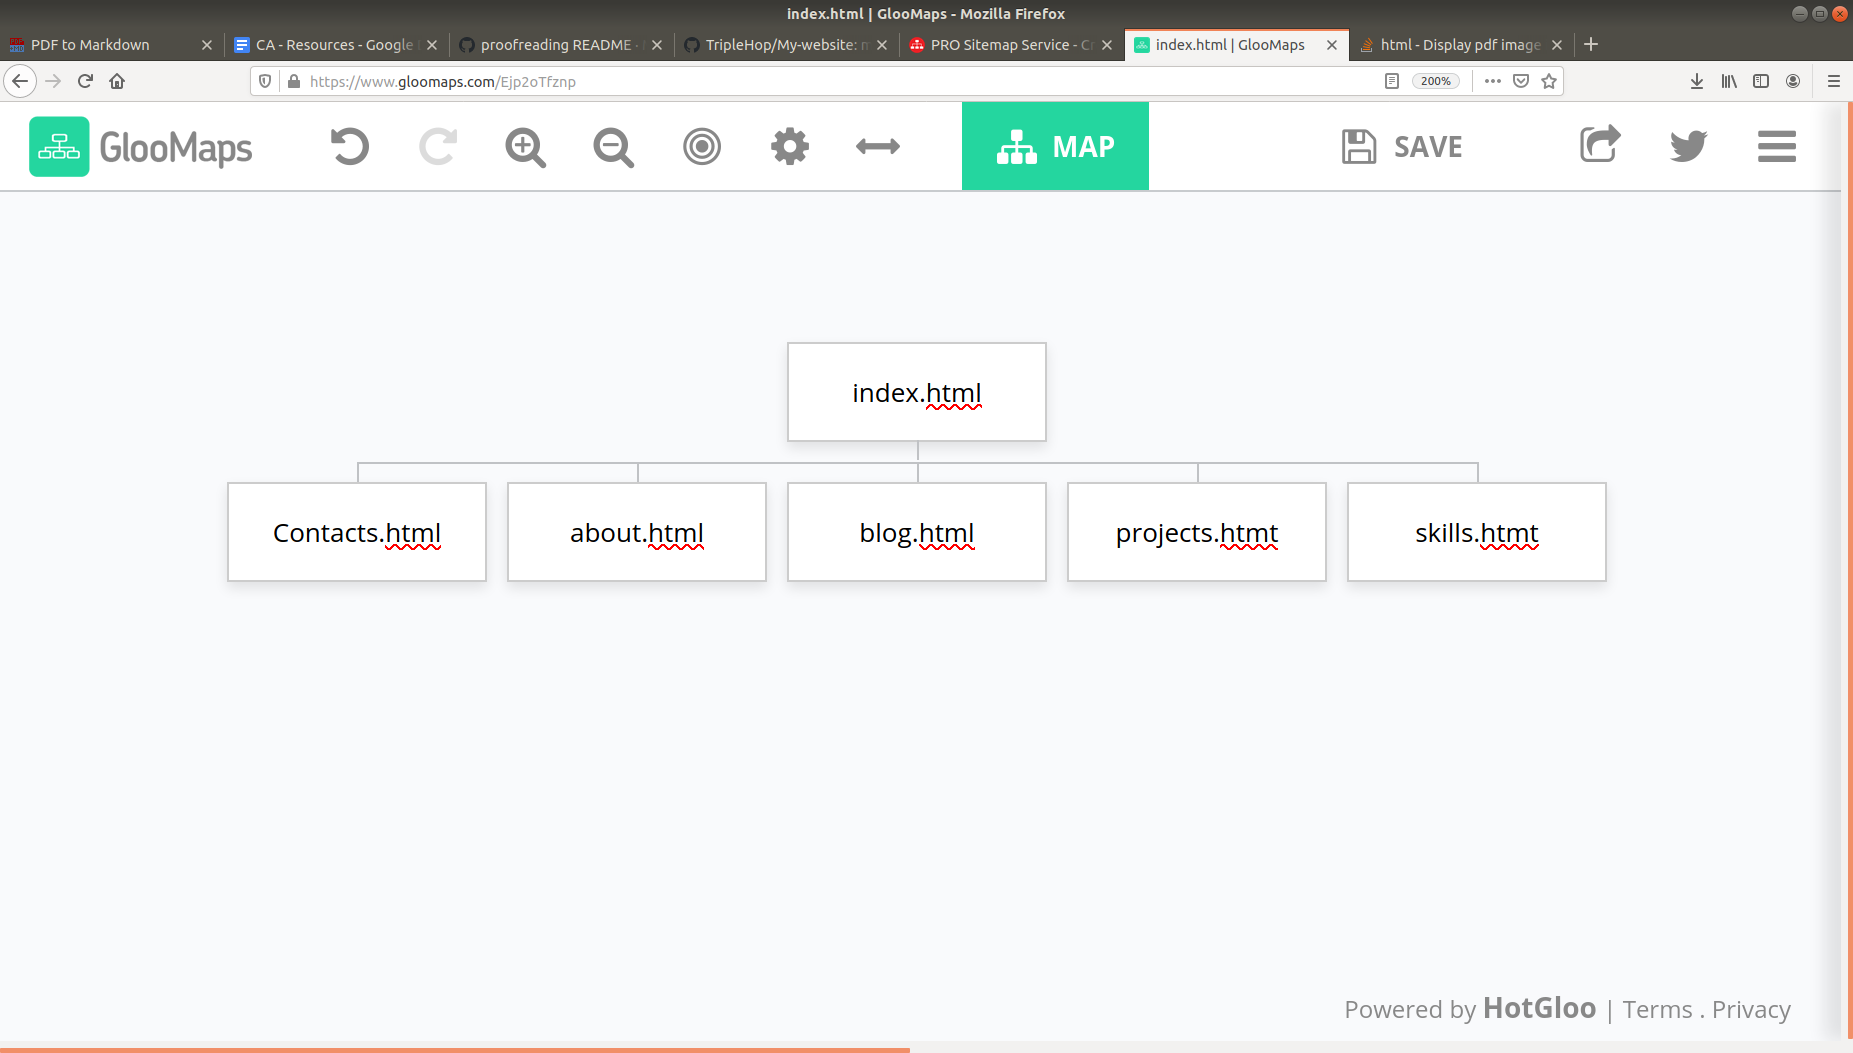 index.html | GlooMaps - Mozilla Firefox
PDF to Markdown
CA - Resources - Google
proofreading README -
TripleHop/My-website:
PRO Sitemap Service -
index.html | GlooMaps
html - Display pdf image
https://www.gloomaps.com/Ejp2oTfznp
200%
GlooMaps
MAP
SAVE
index.html
Contacts.html
about.html
blog.html
projects.htmt
skills.htmt
Powered by HotGloo | Terms . Privacy